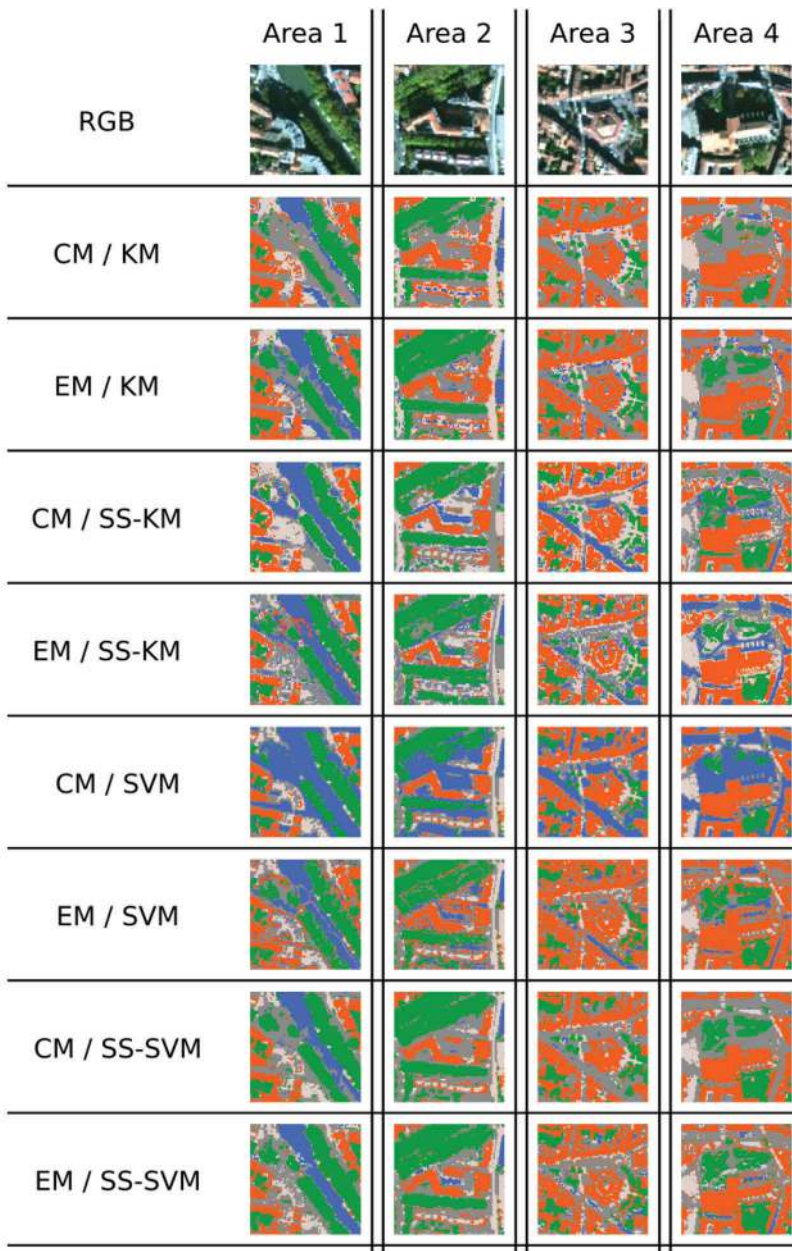 Area 1 Area 2 Area 3 Area 4
RGB
CM / KM
EM / KM
CM / SS-KM
EM / SS-KM
CM / SVM
EM / SVM
CM / SS-SVM
EM / SS-SVM